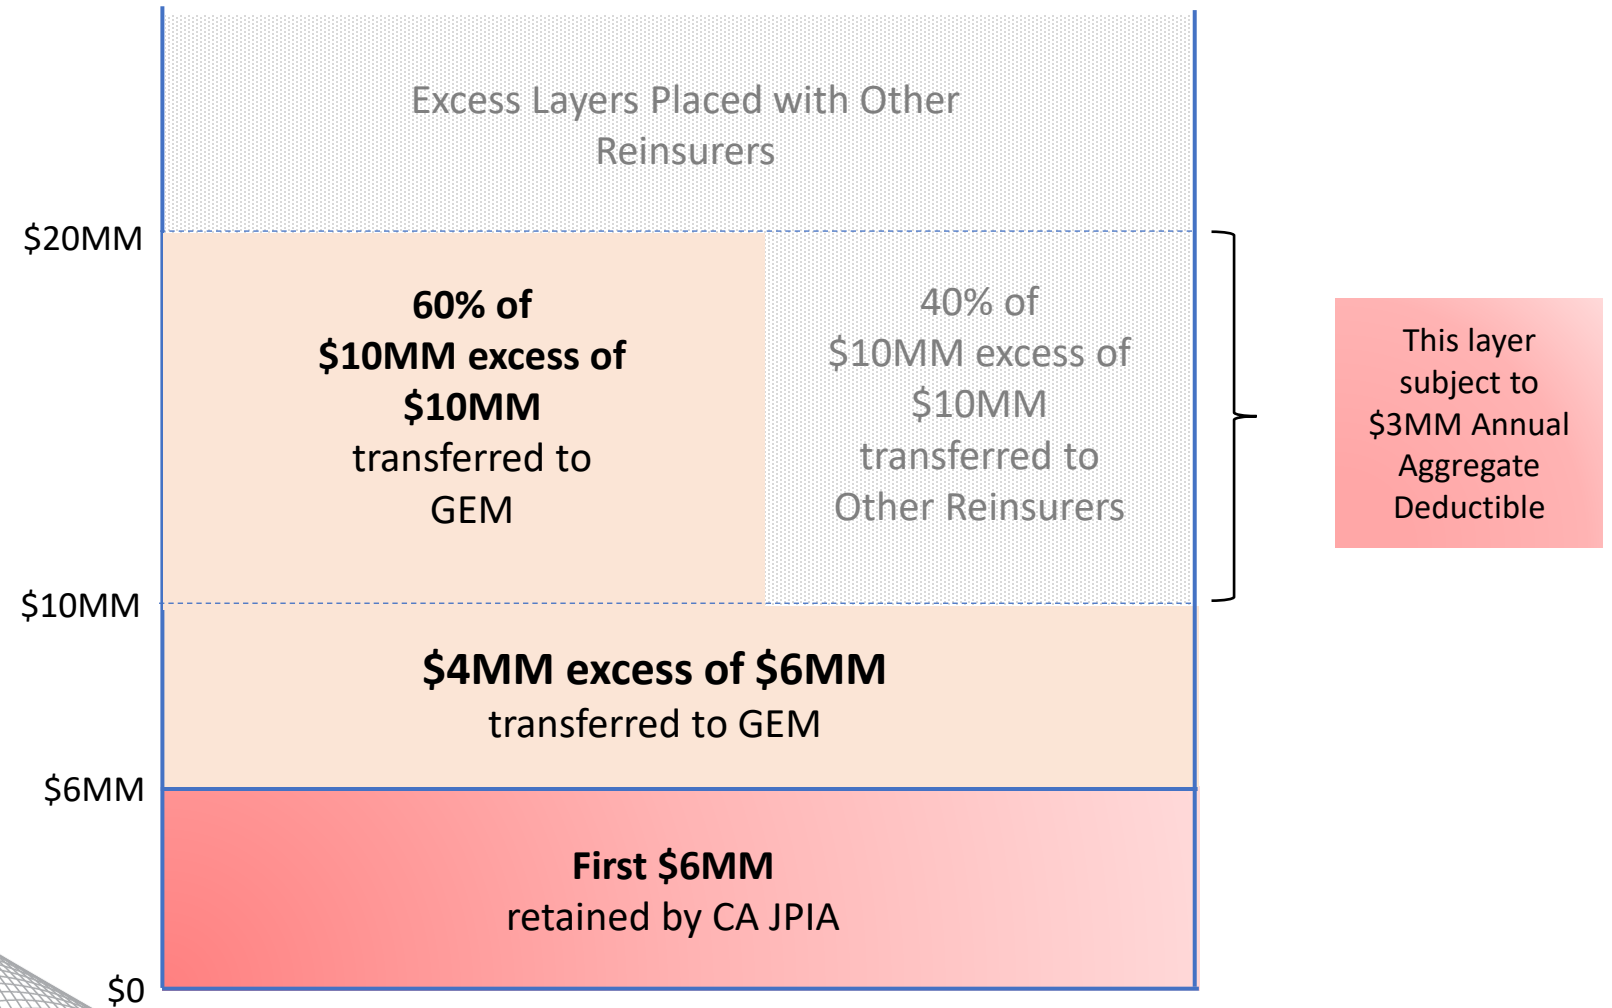 Excess Layers Placed with Other
Reinsurers
$20MM
60% of
$10MM excess of
$10MM
transferred to
GEM
40% of
$10MM excess of
$10MM
transferred to
Other Reinsurers
This layer
subject to
$3MM Annual
Aggregate
Deductible
$10MM
$4MM excess of $6MM
transferred to GEM
$6MM
First $6MM
retained by CA JPIA
$0